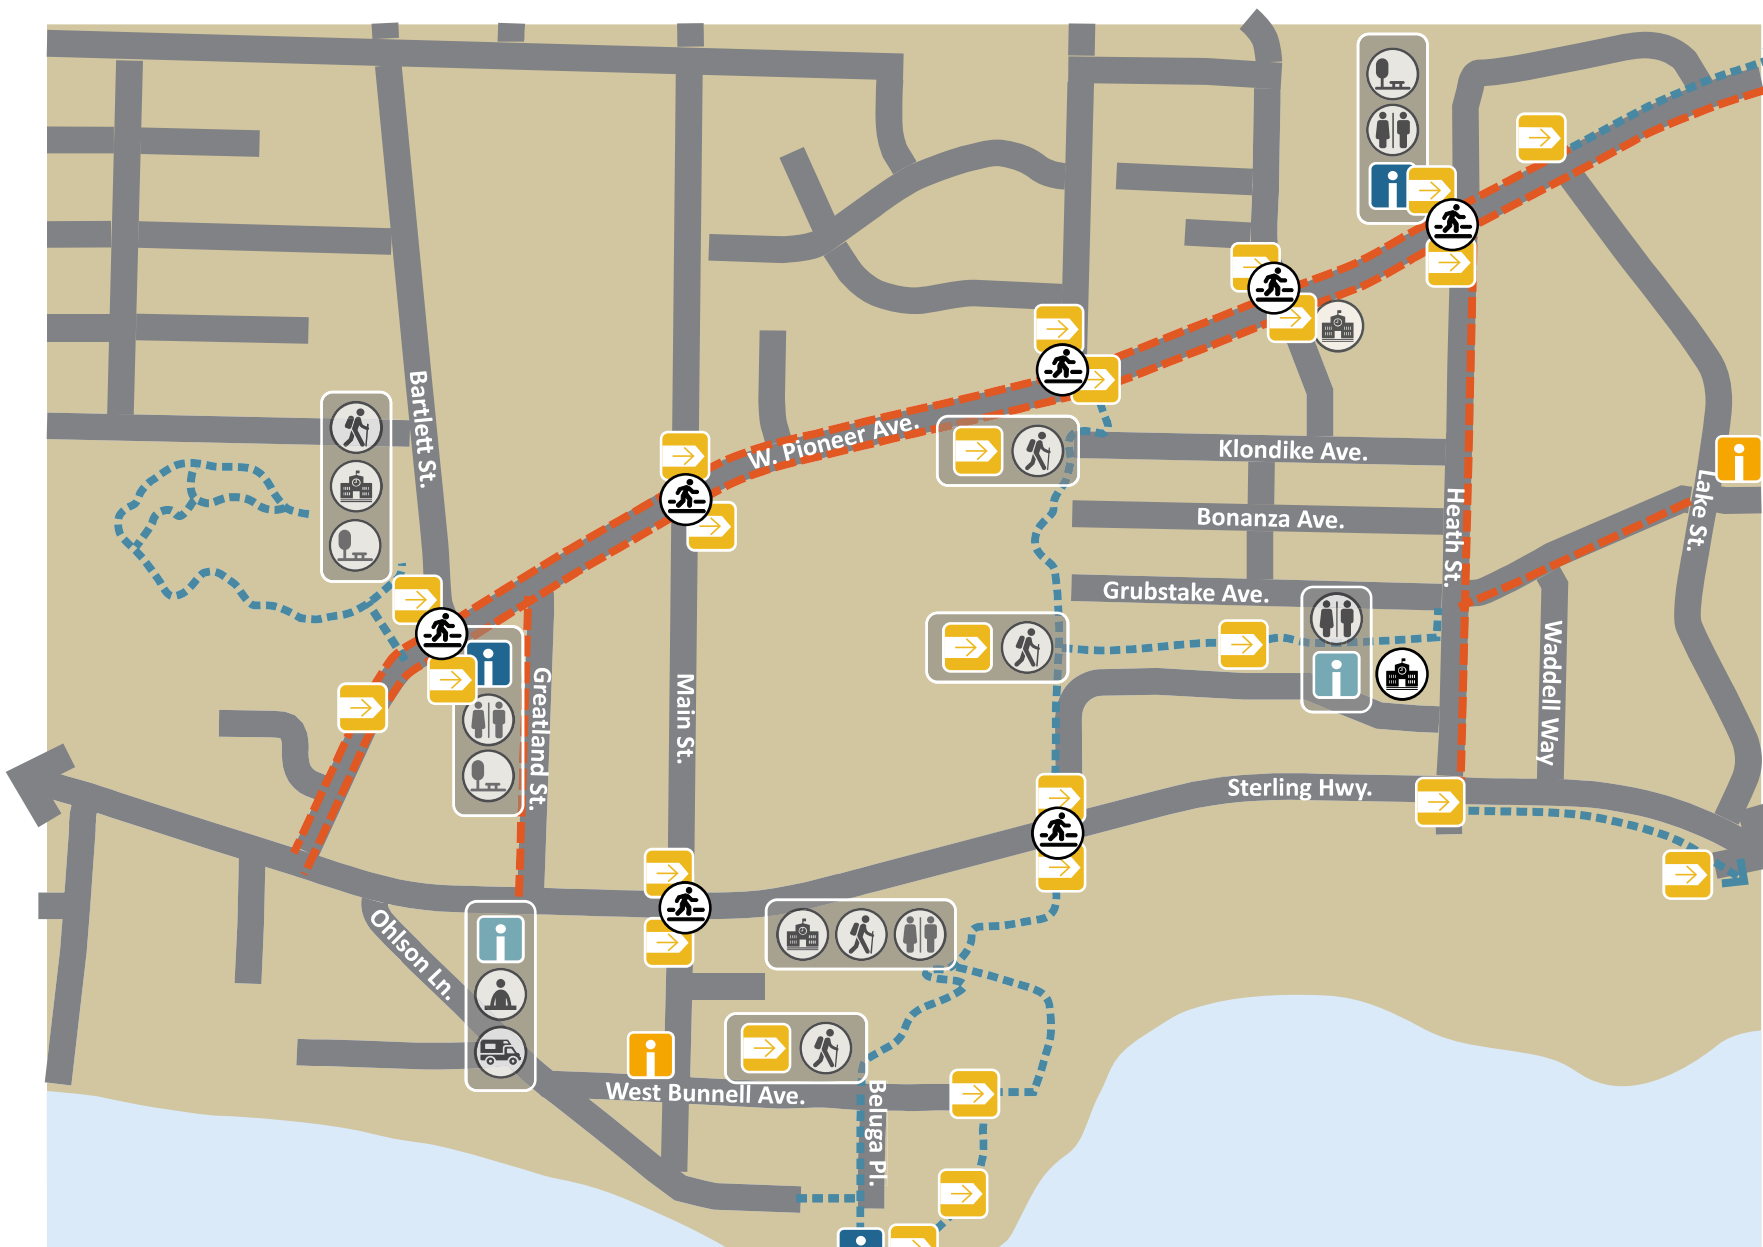 Bartlett St.
W. Pioneer Ave.
Klondike Ave.
Bonanza Ave.
Grubstake Ave.
Heath St.
Lake St.
Waddell Way
Greatland St.
Main St.
Sterling Hwy.
Ohlson Ln.
West Bunnell Ave.
Beluga Pl.